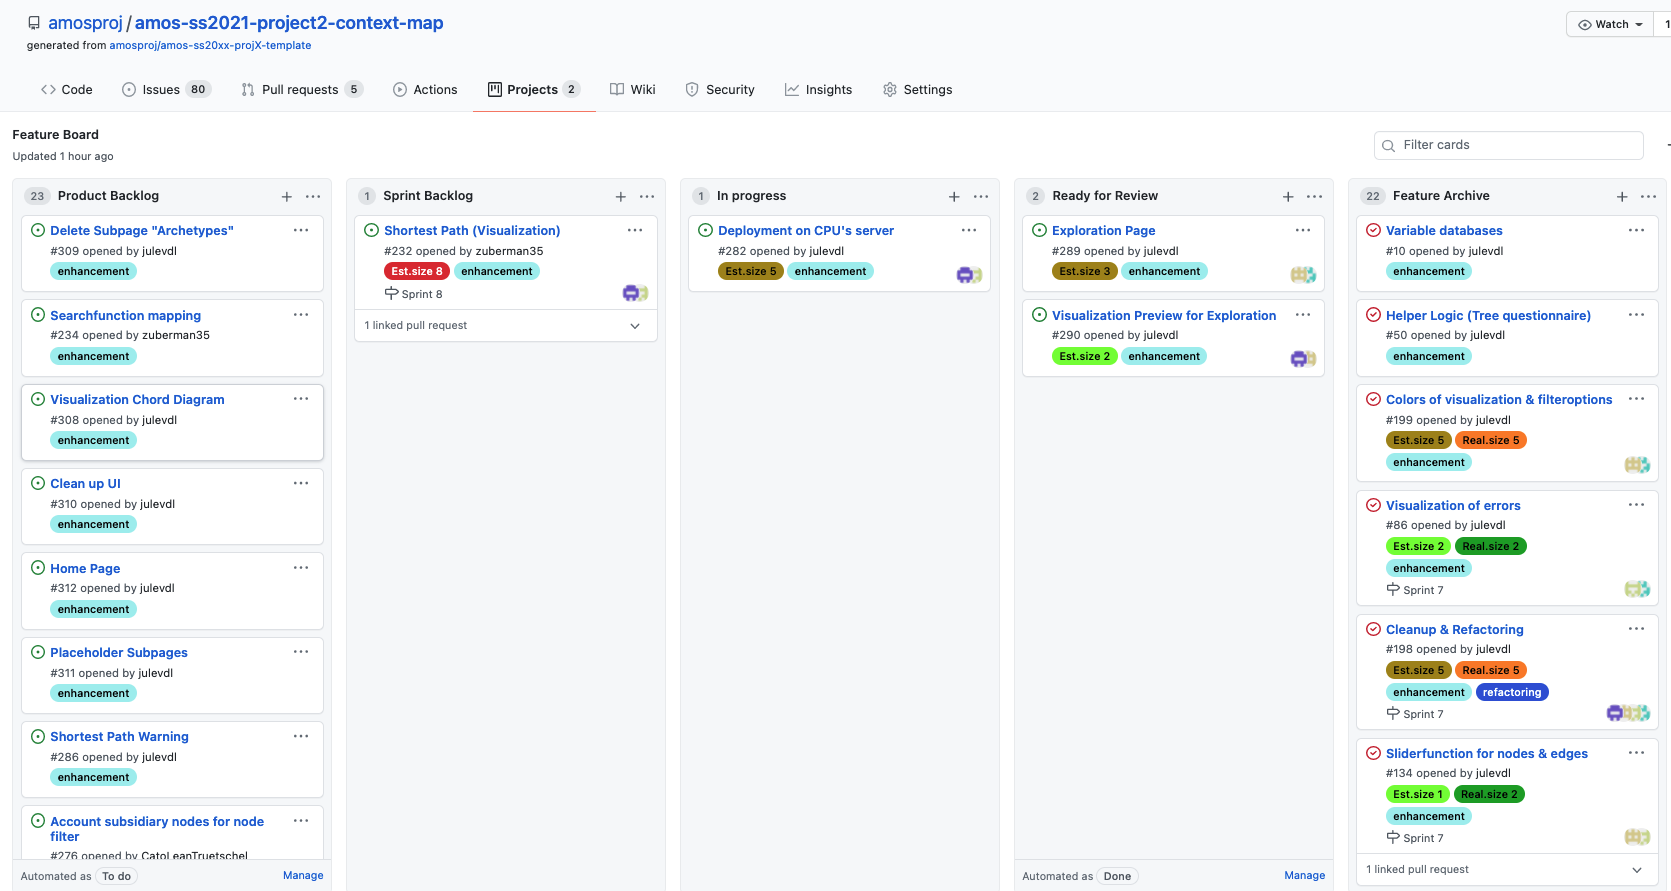 amosproj / amos-ss2021-project2-context-map
generated from amosproj/amos-ss20xx-projX-template
Watch
1
Code
Issues 80
Pull requests 5
Actions
Projects 2
Wiki
Security
Insights
Settings
Feature Board
Updated 1 hour ago
Filter cards
23 Product Backlog
Delete Subpage "Archetypes"
#309 opened by julevdl
enhancement
Searchfunction mapping
#234 opened by zuberman35
enhancement
Visualization Chord Diagram
#308 opened by julevdl
enhancement
Clean up UI
#310 opened by julevdl
enhancement
Home Page
#312 opened by julevdl
enhancement
Placeholder Subpages
#311 opened by julevdl
enhancement
Shortest Path Warning
#286 opened by julevdl
enhancement
Account subsidiary nodes for node
filter
#276 opened by CatoLeanTruetschel
Automated as To do
Manage
1 Sprint Backlog
Shortest Path (Visualization)
#232 opened by zuberman35
Est.size 8 enhancement
Sprint 8
1 linked pull request
1 In progress
Deployment on CPU's server
#282 opened by julevdl
Est.size 5 enhancement
2 Ready for Review
Exploration Page
#289 opened by julevdl
Est.size 3 enhancement
Visualization Preview for Exploration
#290 opened by julevdl
Est.size 2 enhancement
Automated as Done
Manage
22 Feature Archive
Variable databases
#10 opened by julevdl
enhancement
Helper Logic (Tree questionnaire)
#50 opened by julevdl
enhancement
Colors of visualization & filteroptions
#199 opened by julevdl
Est.size 5 Real.size 5
enhancement
Visualization of errors
#86 opened by julevdl
Est.size 2 Real.size 2
enhancement
Sprint 7
Cleanup & Refactoring
#198 opened by julevdl
Est.size 5 Real.size 5
enhancement refactoring
Sprint 7
Sliderfunction for nodes & edges
#134 opened by julevdl
Est.size 1 Real.size 2
enhancement
Sprint 7
1 linked pull request